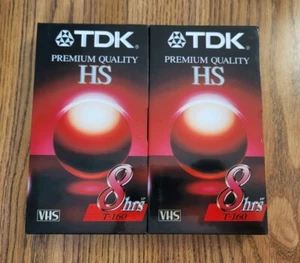 TDK
PREMIUM QUALITY
HS
8hrs
VHS
T-160
TDK
PREMIUM QUALITY
HS
8hrs
VHS
T-160